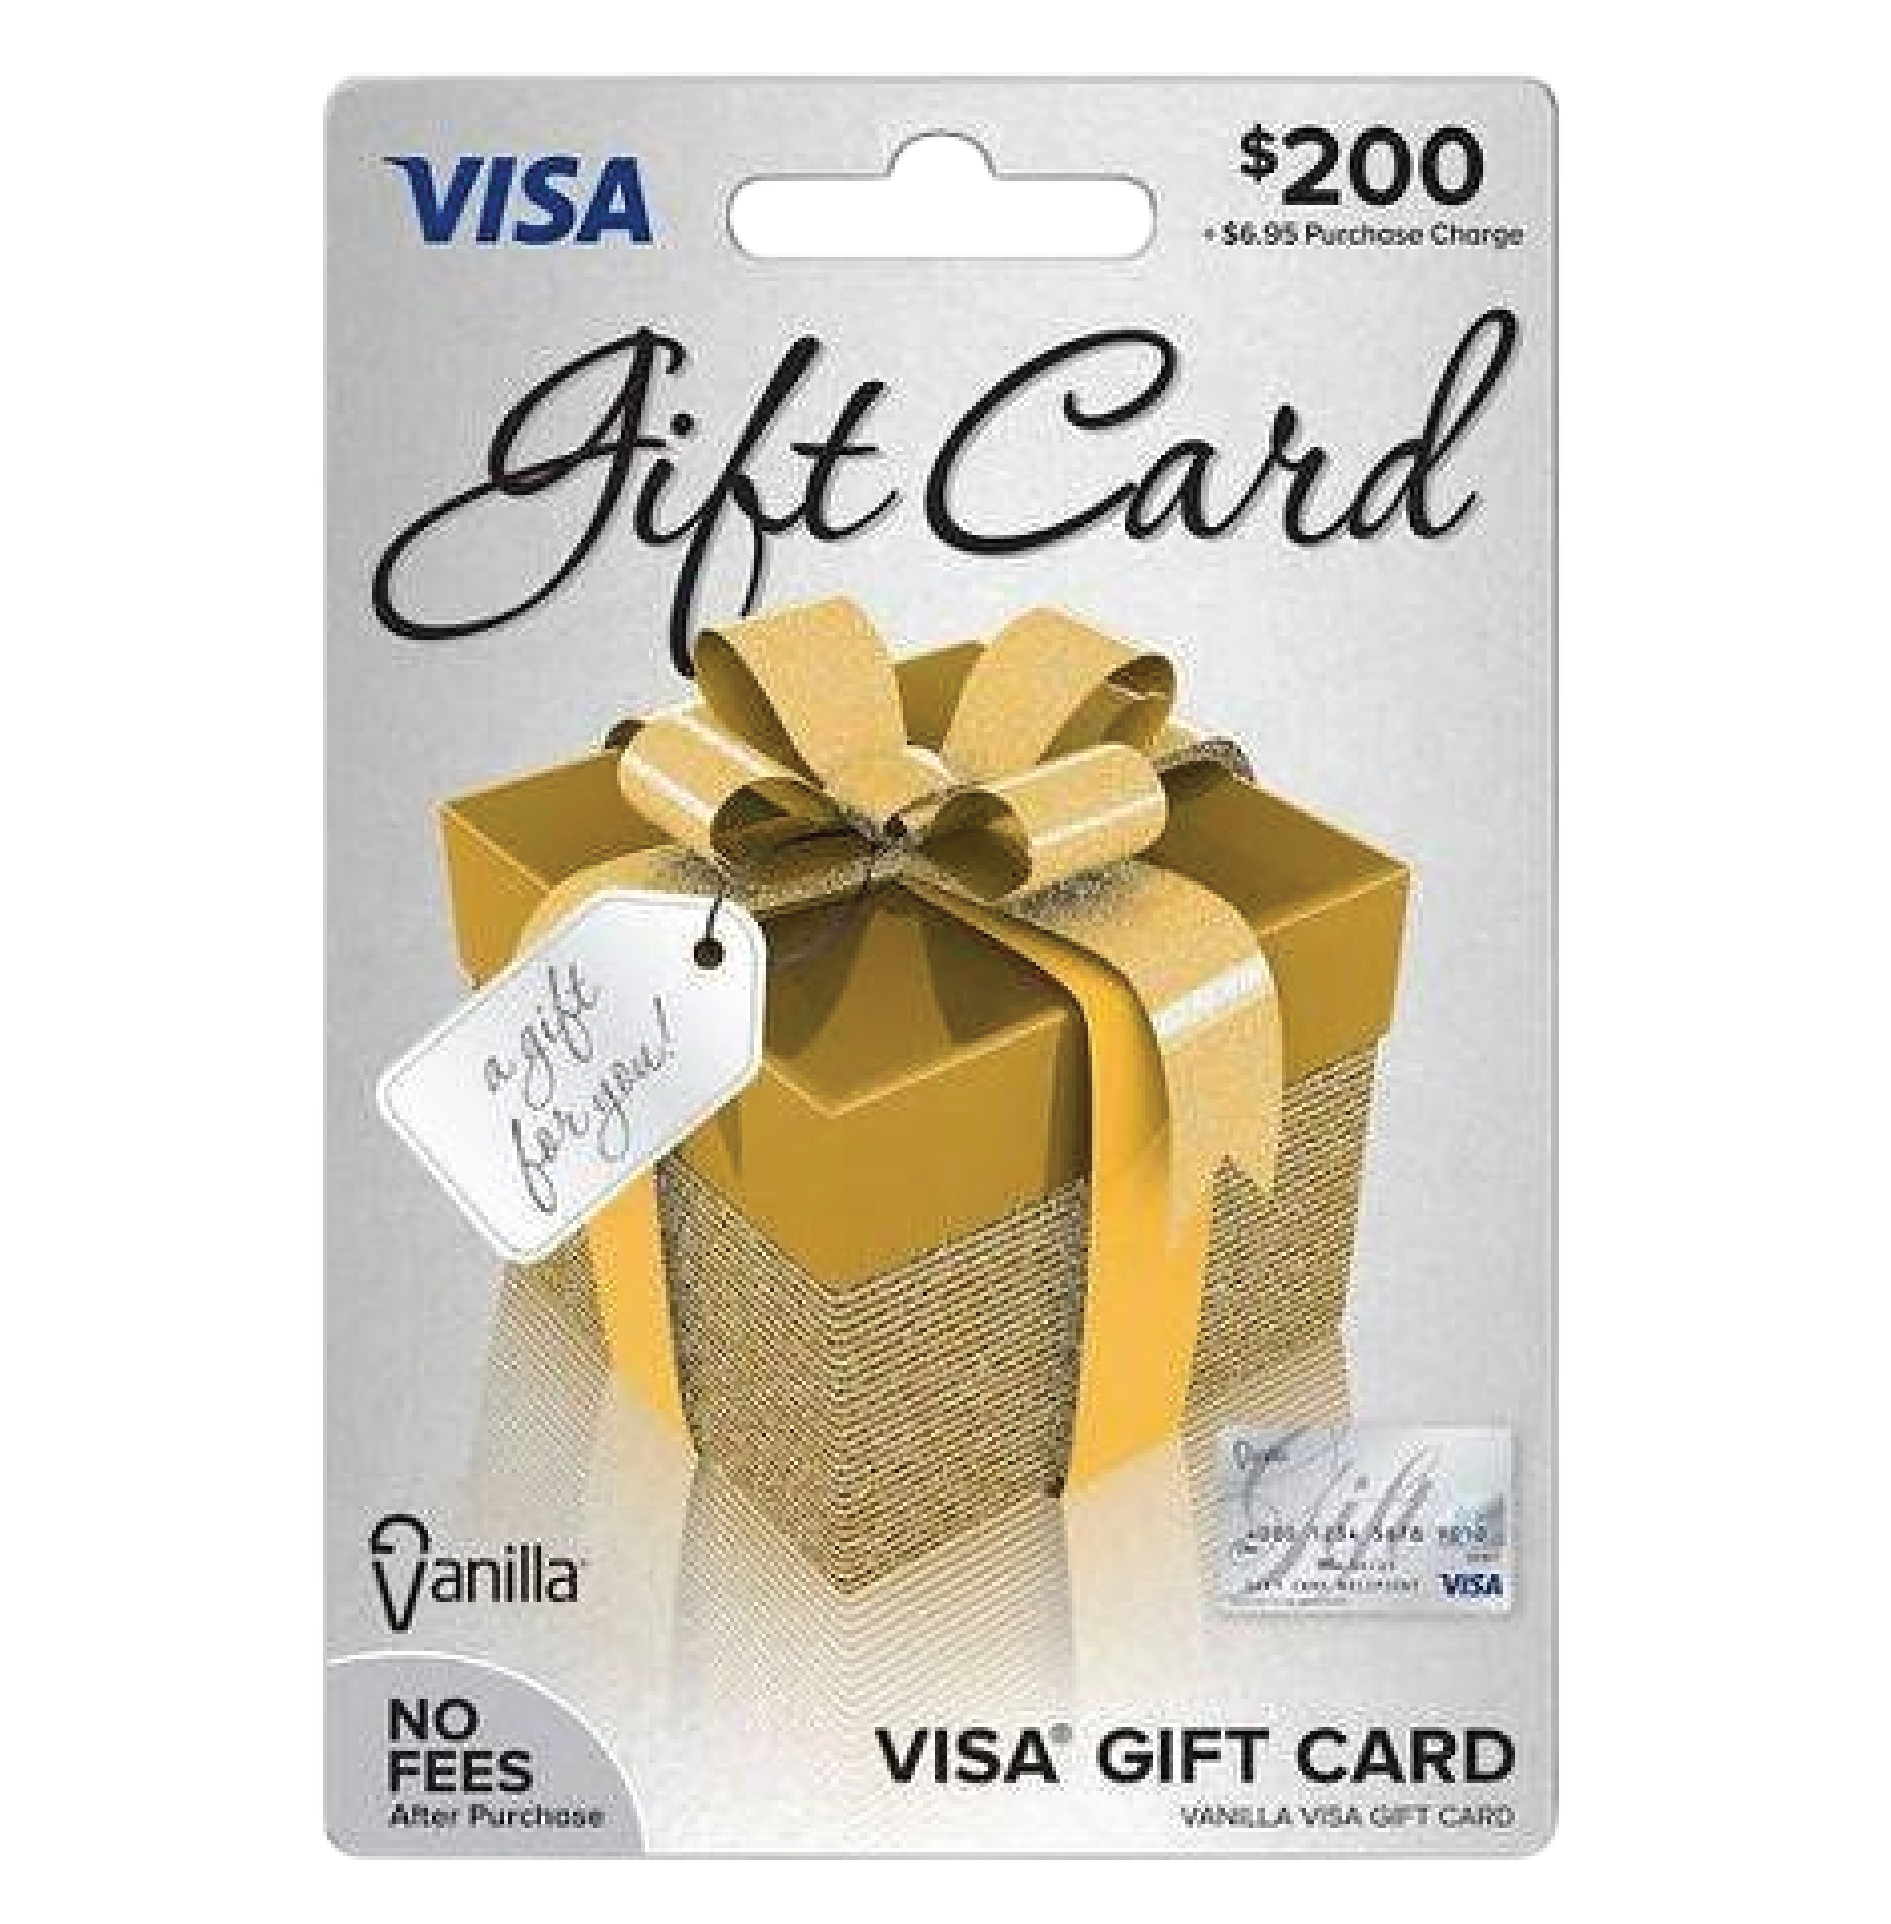 VISA
$200
+ $6.95 Purchase Charge
Gift Card
a gift
for you!
Vanilla
Gift
VISA
NO
FEES
After Purchase
VISA® GIFT CARD
VANILLA VISA GIFT CARD